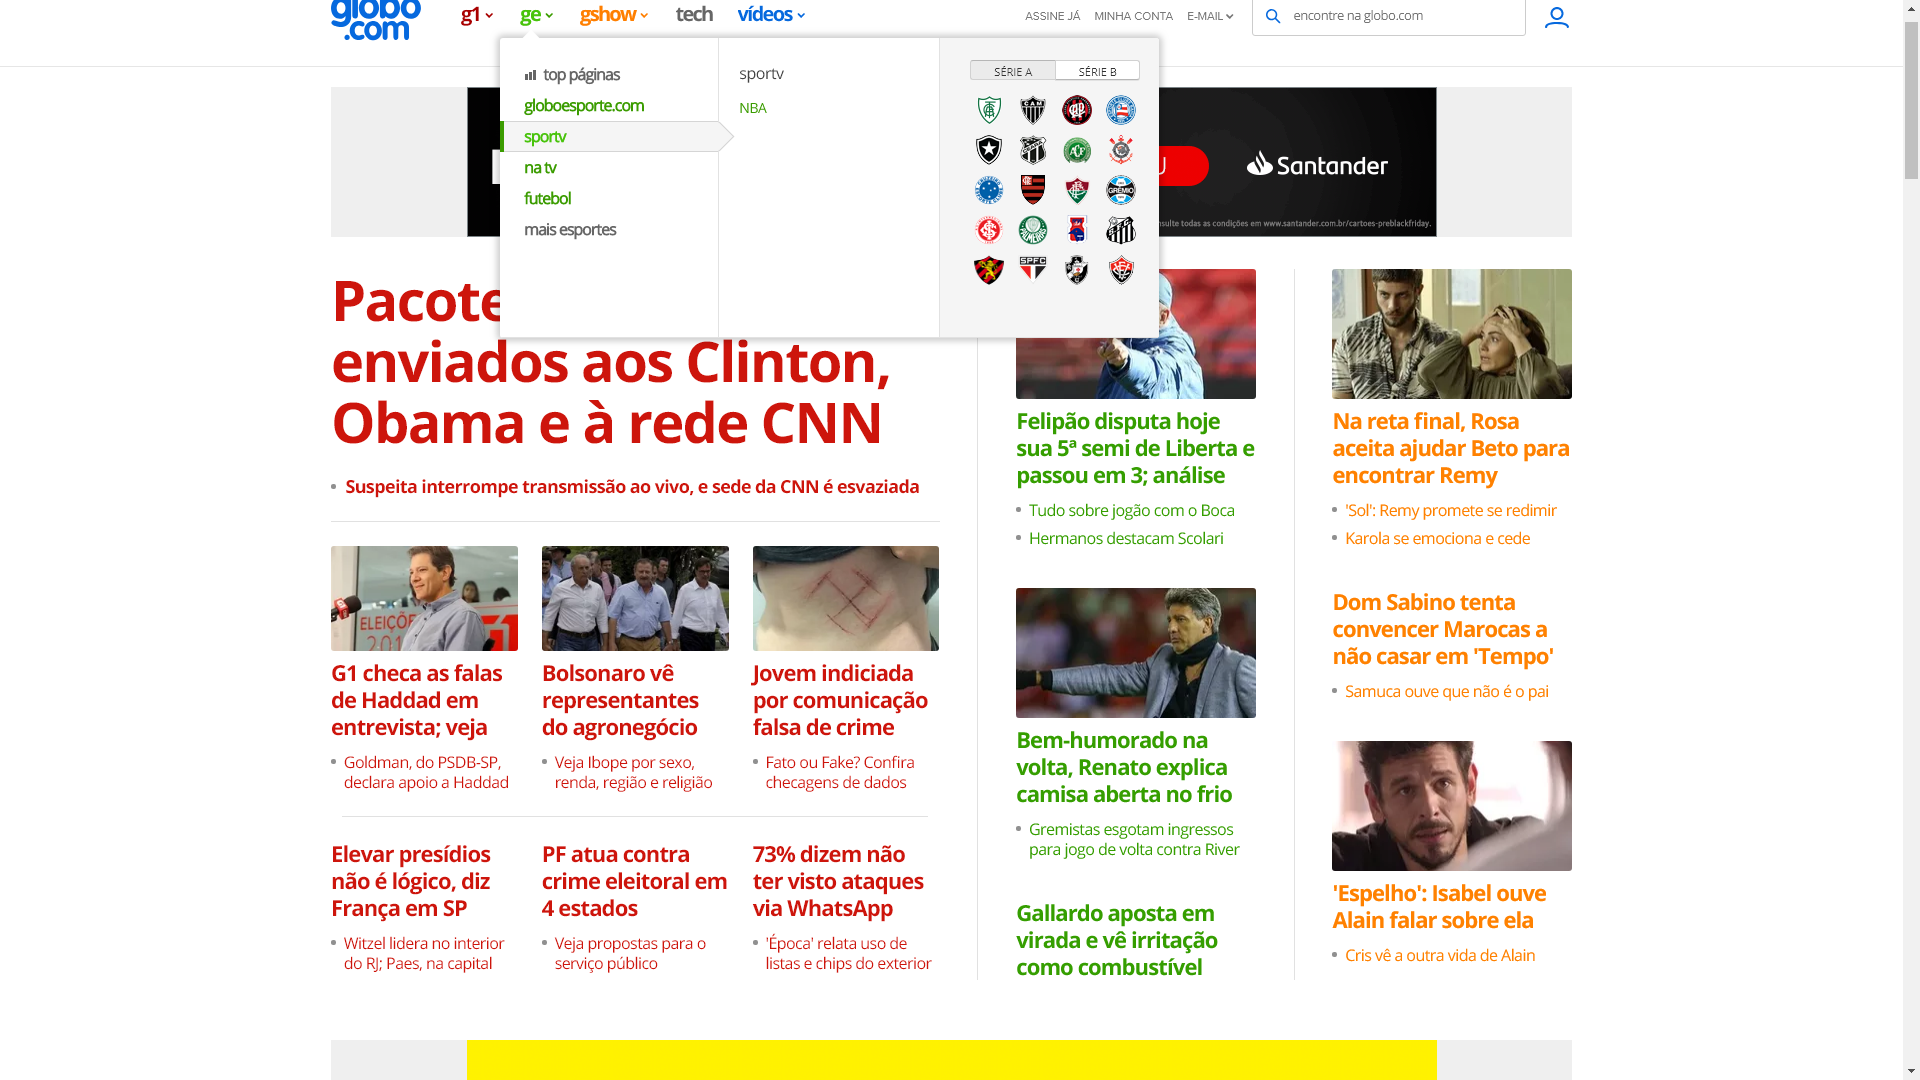 globo
.com
g1
ge
gshow
tech
vídeos
ASSINE JÁ
MINHA CONTA
E-MAIL
encontre na globo.com
top páginas
globoesporte.com
sportv
na tv
futebol
mais esportes
sportv
NBA
SÉRIE A
SÉRIE B
CAM
GRÊMIO
SPFC
U
Santander
nsulte todas as condições em www.santander.com.br/cartoes-preblackfriday.
Pacote
enviados aos Clinton,
Obama e à rede CNN
Suspeita interrompe transmissão ao vivo, e sede da CNN é esvaziada
ELEIÇÕES
G1 checa as falas
de Haddad em
entrevista; veja
Goldman, do PSDB-SP,
declara apoio a Haddad
Bolsonaro vê
representantes
do agronegócio
Veja Ibope por sexo,
renda, região e religião
Jovem indiciada
por comunicação
falsa de crime
Fato ou Fake? Confira
checagens de dados
Elevar presídios
não é lógico, diz
França em SP
Witzel lidera no interior
do RJ; Paes, na capital
PF atua contra
crime eleitoral em
4 estados
Veja propostas para o
serviço público
73% dizem não
ter visto ataques
via WhatsApp
'Época' relata uso de
listas e chips do exterior
Felipão disputa hoje
sua 5ª semi de Liberta e
passou em 3; análise
Tudo sobre jogão com o Boca
Hermanos destacam Scolari
Bem-humorado na
volta, Renato explica
camisa aberta no frio
Gremistas esgotam ingressos
para jogo de volta contra River
Gallardo aposta em
virada e vê irritação
como combustível
Na reta final, Rosa
aceita ajudar Beto para
encontrar Remy
'Sol': Remy promete se redimir
Karola se emociona e cede
Dom Sabino tenta
convencer Marocas a
não casar em 'Tempo'
Samuca ouve que não é o pai
'Espelho': Isabel ouve
Alain falar sobre ela
Cris vê a outra vida de Alain